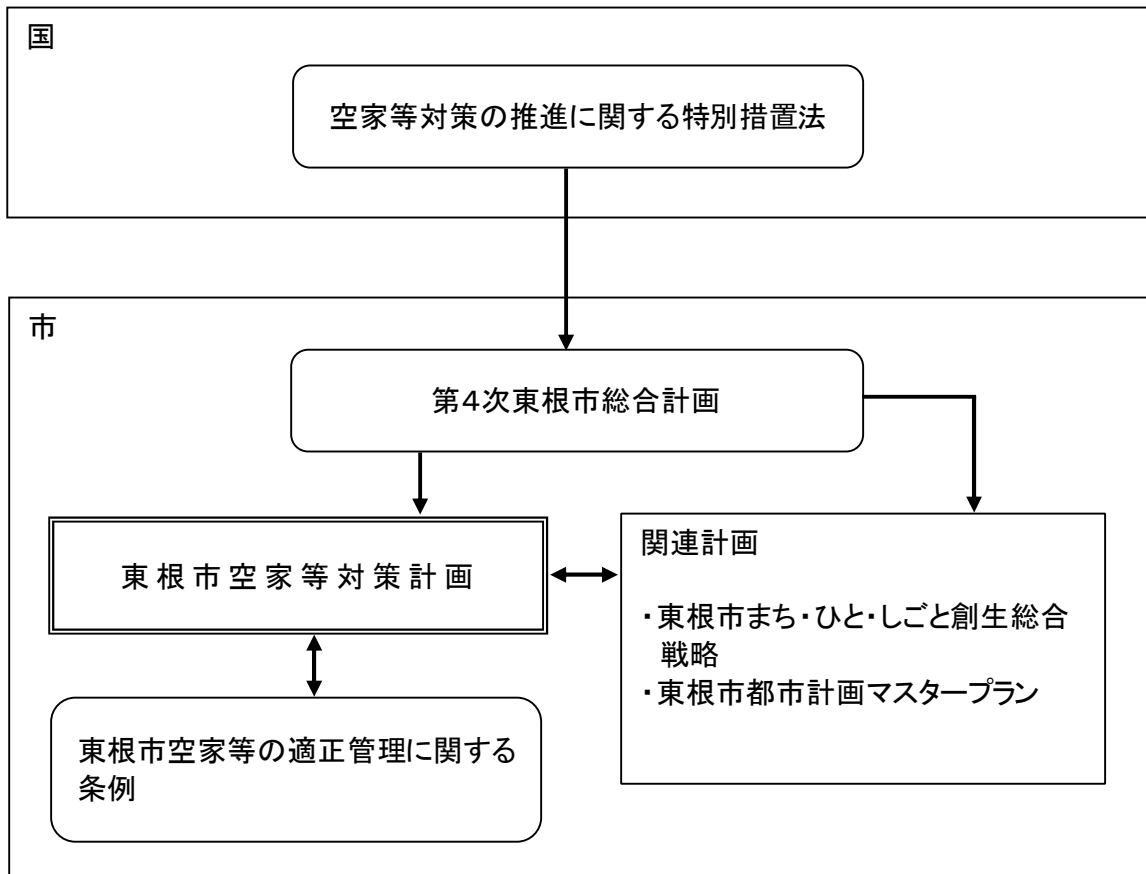 国
空家等対策の推進に関する特別措置法
市
第4次東根市総合計画
東根市空家等対策計画
関連計画
・東根市まち・ひと・しごと創生総合
戦略
・東根市都市計画マスタープラン
東根市空家等の適正管理に関する
条例